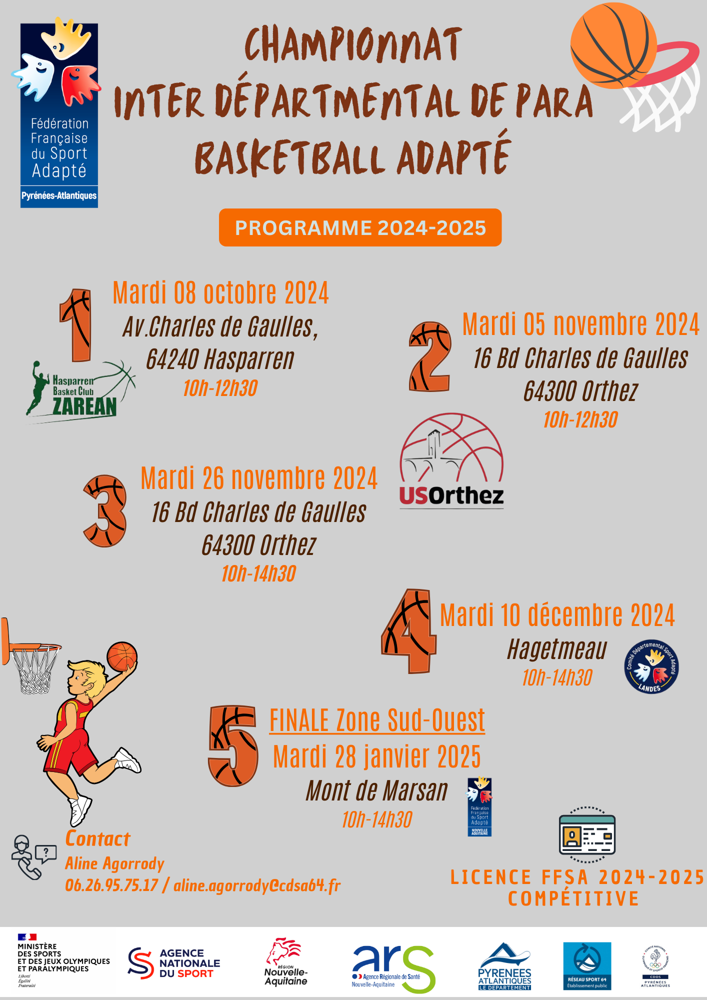 CHAMPIONNAT
INTER DÉPARTMENTAL DE PARA
BASKETBALL ADAPTÉ
Fédération
Française
du Sport
Adapté
Pyrénées-Atlantiques
PROGRAMME 2024-2025
1
Mardi 08 octobre 2024
Av.Charles de Gaulles,
64240 Hasparren
10h-12h30
Hasparren
Basket Club
ZAREAN
2
Mardi 05 novembre 2024
16 Bd Charles de Gaulles
64300 Orthez
10h-12h30
USOrthez
3
Mardi 26 novembre 2024
16 Bd Charles de Gaulles
64300 Orthez
10h-14h30
4
Mardi 10 décembre 2024
Hagetmeau
10h-14h30
Comité Départemental Sport Adapté
LANDES
5
FINALE Zone Sud-Ouest
Mardi 28 janvier 2025
Mont de Marsan
10h-14h30
Fédération
Française
du Sport
Adapté
NOUVELLE
AQUITAINE
?
Contact
Aline Agorrody
06.26.95.75.17 / aline.agorrody@cdsa64.fr
LICENCE FFSA 2024-2025
COMPÉTITIVE
MINISTÈRE
DES SPORTS
ET DES JEUX OLYMPIQUES
ET PARALYMPIQUES
Liberté
Égalité
Fraternité
AGENCE
NATIONALE
DU SPORT
RÉGION
Nouvelle-
Aquitaine
ars
Agence Régionale de Santé
Nouvelle-Aquitaine
PYRENEES
ATLANTIQUES
LE DEPARTEMENT
RÉSEAU SPORT 64
Établissement public
COMITÉ NATIONAL
OLYMPIQUE ET SPORTIF FRANÇAIS
CDOS
PYRÉNÉES
ATLANTIQUES